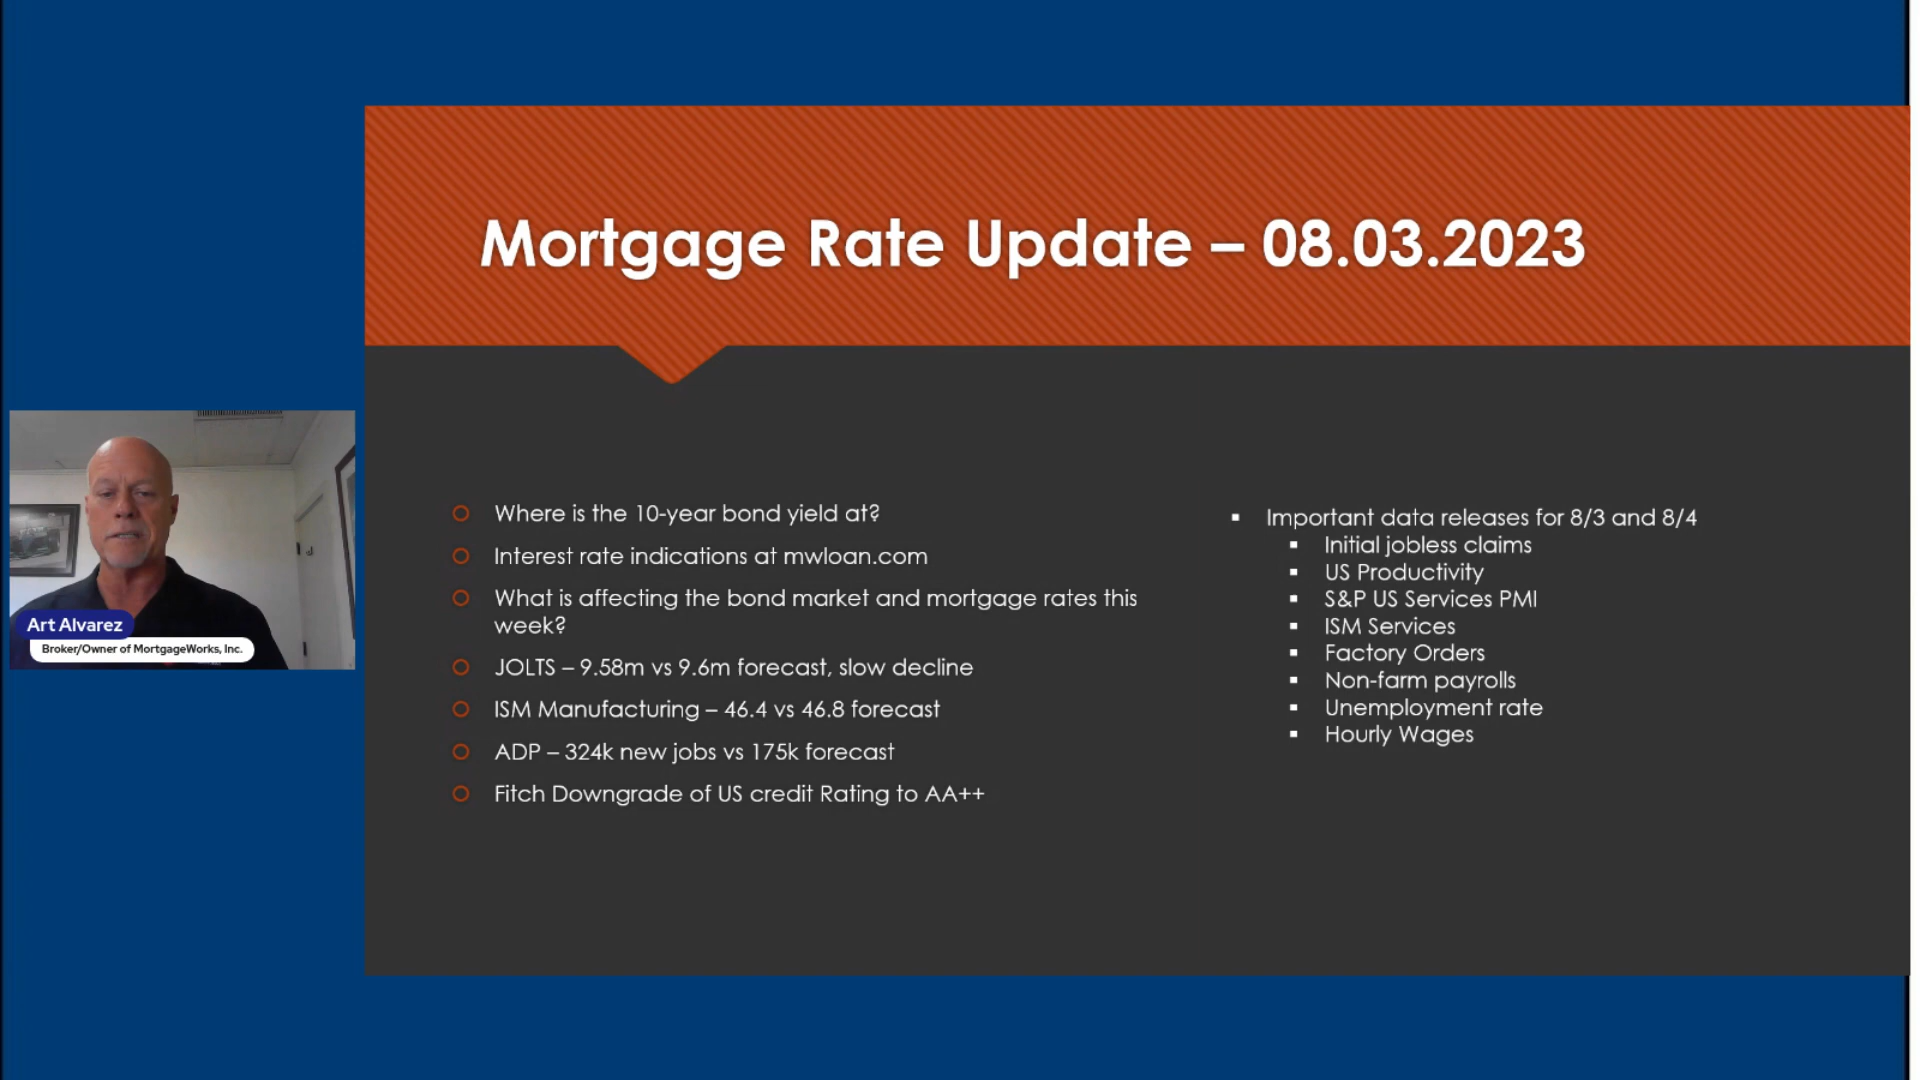 Mortgage Rate Update – 08.03.2023
Where is the 10-year bond yield at?
Interest rate indications at mwloan.com
What is affecting the bond market and mortgage rates this
week?
JOLTS – 9.58m vs 9.6m forecast, slow decline
ISM Manufacturing – 46.4 vs 46.8 forecast
ADP – 324k new jobs vs 175k forecast
Fitch Downgrade of US credit Rating to AA++
Important data releases for 8/3 and 8/4
Initial jobless claims
US Productivity
S&P US Services PMI
ISM Services
Factory Orders
Non-farm payrolls
Unemployment rate
Hourly Wages
Art Alvarez
Broker/Owner of MortgageWorks, Inc.